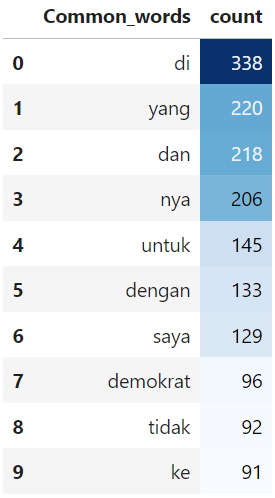 Common_words count
0 di 338
1 yang 220
2 dan 218
3 nya 206
4 untuk 145
5 dengan 133
6 saya 129
7 demokrat 96
8 tidak 92
9 ke 91